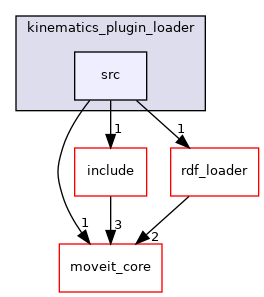 kinematics_plugin_loader
src
1
1
include
rdf_loader
1
3
2
moveit_core